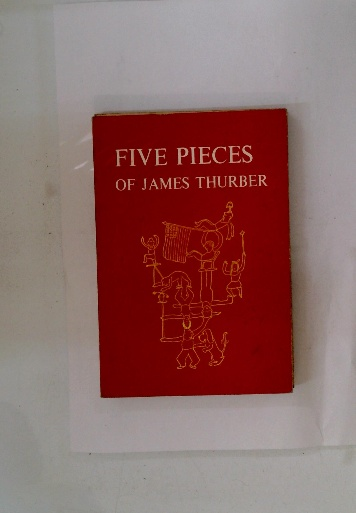 FIVE PIECES
OF JAMES THURBER